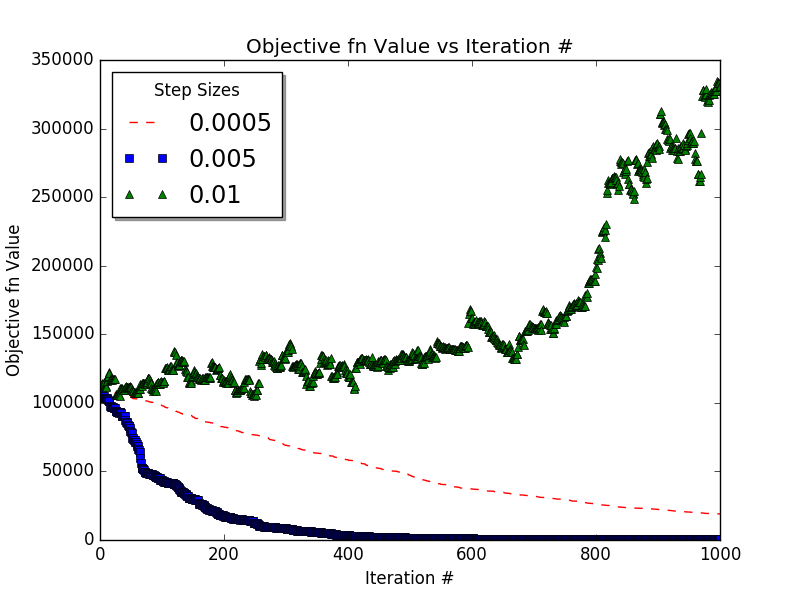 Objective fn Value vs Iteration #
350000
300000
250000
200000
150000
100000
50000
0
Objective fn Value
Step Sizes
0.0005
0.005
0.01
0 200 400 600 800 1000
Iteration #